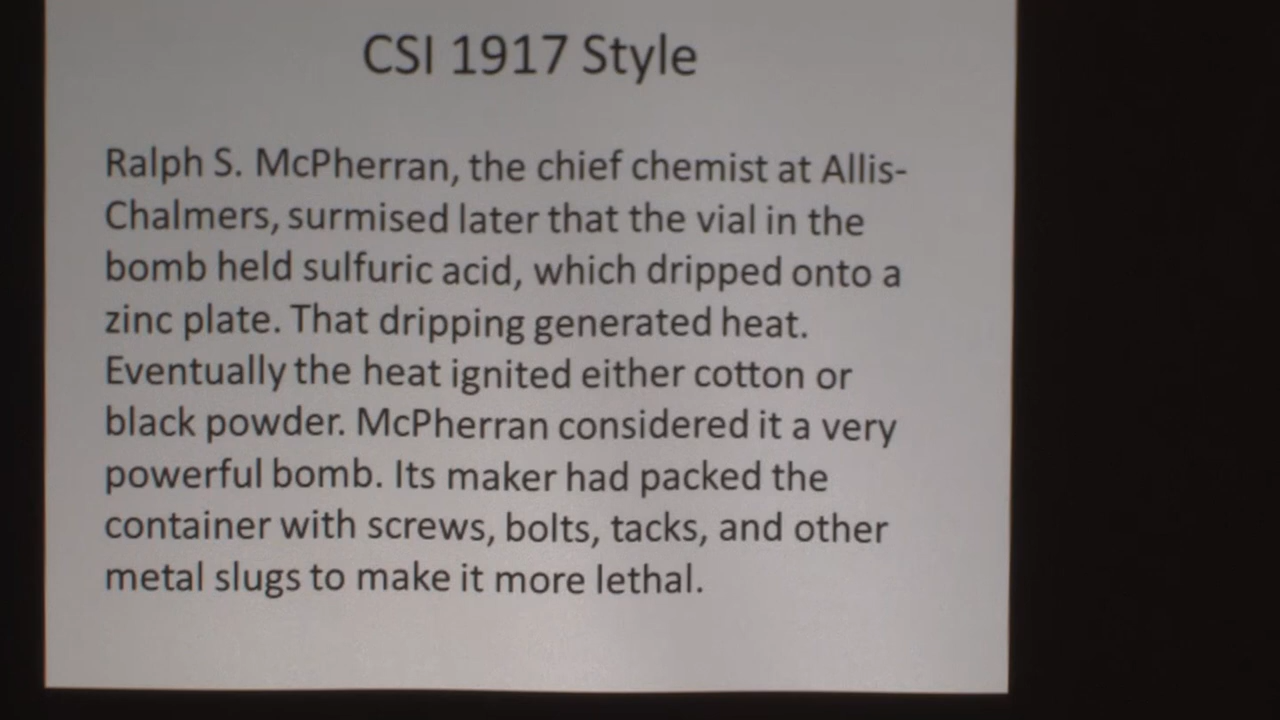 CSI 1917 Style
Ralph S. McPherran, the chief chemist at Allis-
Chalmers, surmised later that the vial in the
bomb held sulfuric acid, which dripped onto a
zinc plate. That dripping generated heat.
Eventually the heat ignited either cotton or
black powder. McPherran considered it a very
powerful bomb. Its maker had packed the
container with screws, bolts, tacks, and other
metal slugs to make it more lethal.